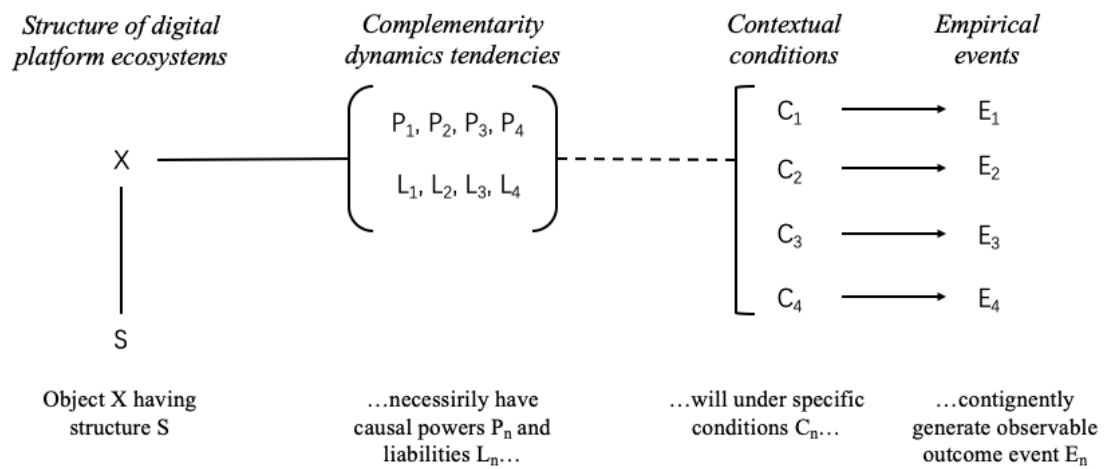 Structure of digital
platform ecosystems
Complementarity
dynamics tendencies
Contextual
conditions
Empirical
events
X
S
P₁, P₂, P₃, P₄
L₁, L₂, L₃, L₄
C₁
E₁
C₂
E₂
C₃
E₃
C₄
E₄
Object X having
structure S
…necessirily have
causal powers Pₙ and
liabilities Lₙ…
…will under specific
conditions Cₙ…
…contignently
generate observable
outcome event Eₙ